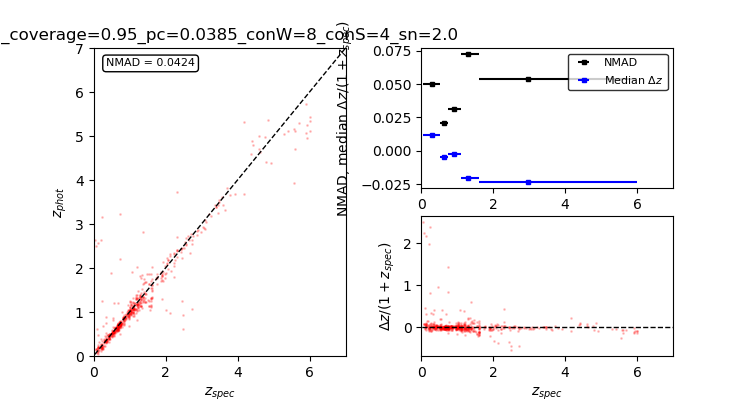 _coverage=0.95_pc=0.0385_conW=8_conS=4_sn=2.0
NMAD = 0.0424
7
6
5
4
3
2
1
0
z_phot
0 2 4 6
z_spec
NMAD, median Δz/(1 + z_spec)
0.075
0.050
0.025
0.000
−0.025
NMAD
Median Δz
0 2 4 6
Δz/(1 + z_spec)
2
1
0
0 2 4 6
z_spec